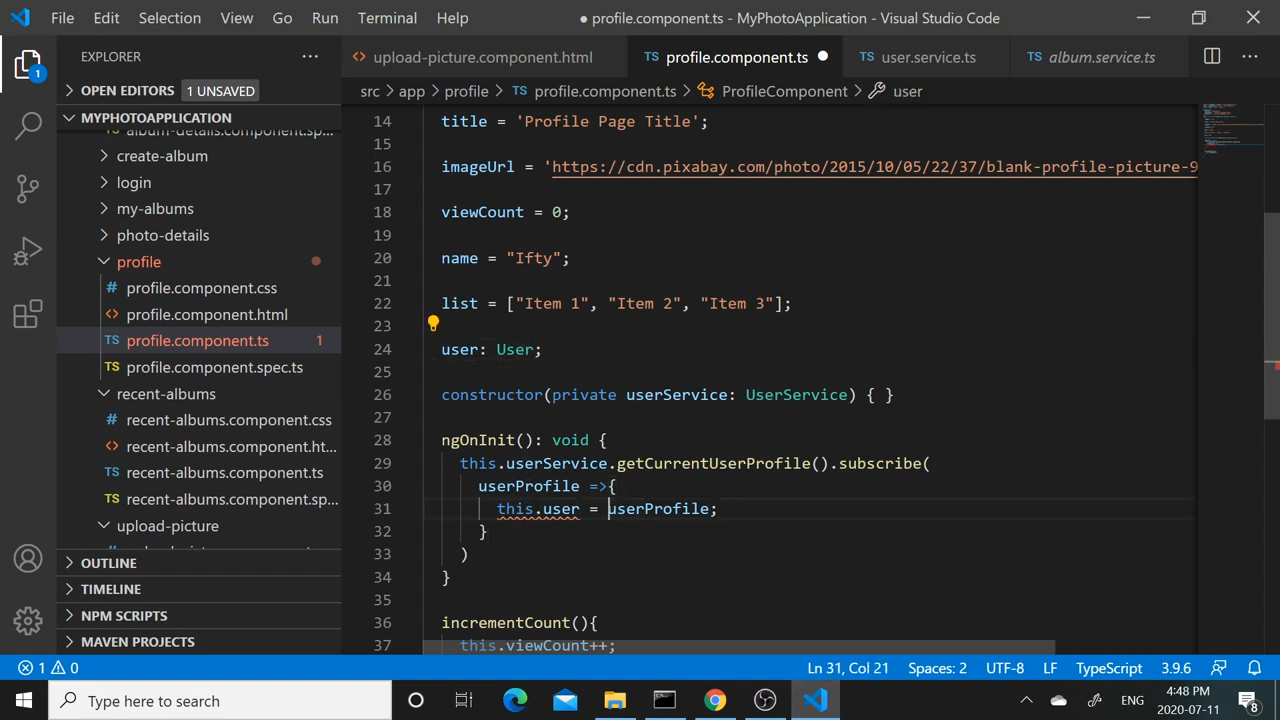 File Edit Selection View Go Run Terminal Help ● profile.component.ts - MyPhotoApplication - Visual Studio Code
EXPLORER
upload-picture.component.html
TS profile.component.ts
TS user.service.ts
TS album.service.ts
OPEN EDITORS 1 UNSAVED
src > app > profile > TS profile.component.ts > ProfileComponent > user
MYPHOTOAPPLICATION
album-details.component.sp...
create-album
login
my-albums
photo-details
profile
# profile.component.css
profile.component.html
TS profile.component.ts 1
TS profile.component.spec.ts
recent-albums
# recent-albums.component.css
recent-albums.component.ht...
TS recent-albums.component.ts
TS recent-albums.component.sp...
upload-picture
OUTLINE
TIMELINE
NPM SCRIPTS
MAVEN PROJECTS
1
14 title = 'Profile Page Title';
15
16 imageUrl = 'https://cdn.pixabay.com/photo/2015/10/05/22/37/blank-profile-picture-9
17
18 viewCount = 0;
19
20 name = "Ifty";
21
22 list = ["Item 1", "Item 2", "Item 3"];
23
24 user: User;
25
26 constructor(private userService: UserService) { }
27
28 ngOnInit(): void {
29 this.userService.getCurrentUserProfile().subscribe(
30 userProfile =>{
31 this.user = userProfile;
32 }
33 )
34 }
35
36 incrementCount(){
37 this.viewCount++;
1 0 Ln 31, Col 21 Spaces: 2 UTF-8 LF TypeScript 3.9.6
Type here to search
ENG
4:48 PM
2020-07-11
8